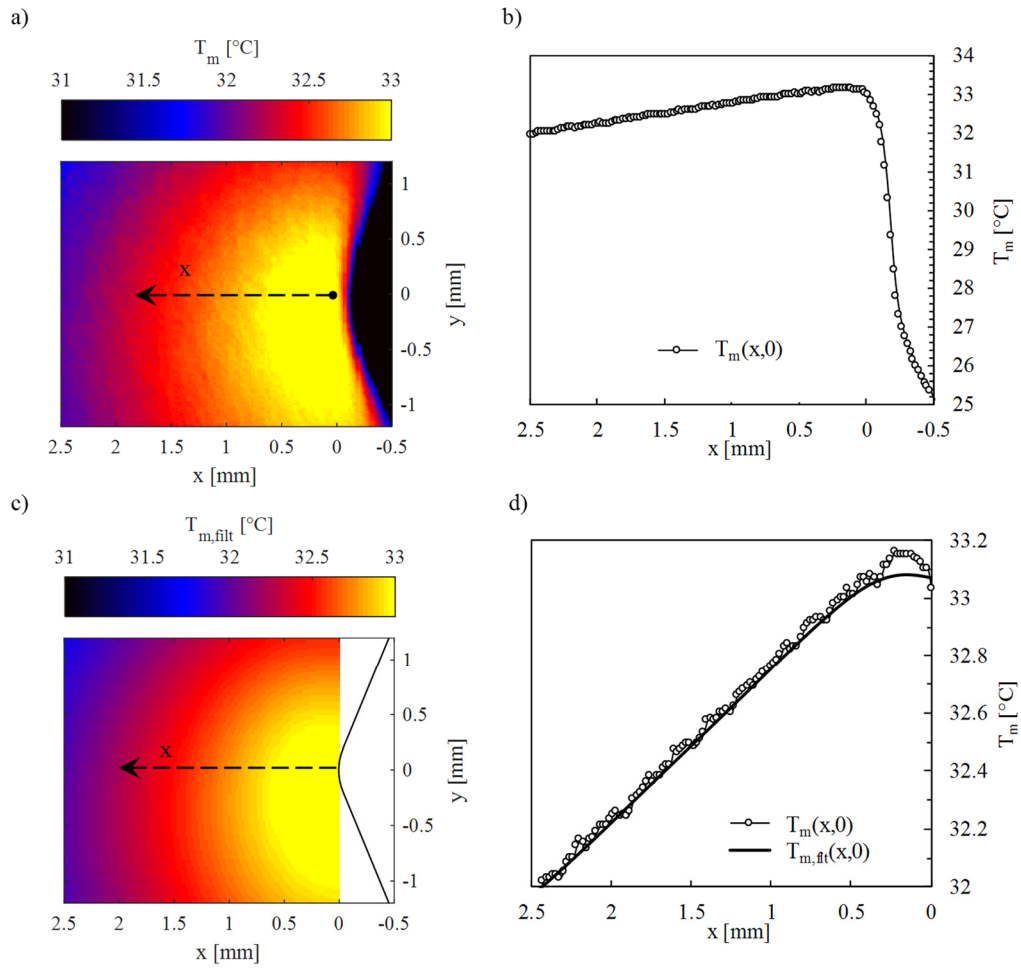 a)
T_m [°C]
31 31.5 32 32.5 33
x
1
0.5
0
-0.5
-1
y [mm]
2.5 2 1.5 1 0.5 0 -0.5
x [mm]
b)
34
33
32
31
30
29
28
27
26
25
T_m [°C]
T_m(x,0)
2.5 2 1.5 1 0.5 0 -0.5
x [mm]
c)
T_m,filt [°C]
31 31.5 32 32.5 33
x
1
0.5
0
-0.5
-1
y [mm]
2.5 2 1.5 1 0.5 0 -0.5
x [mm]
d)
33.2
33
32.8
32.6
32.4
32.2
32
T_m [°C]
T_m(x,0)
T_m,flt(x,0)
2.5 2 1.5 1 0.5 0
x [mm]